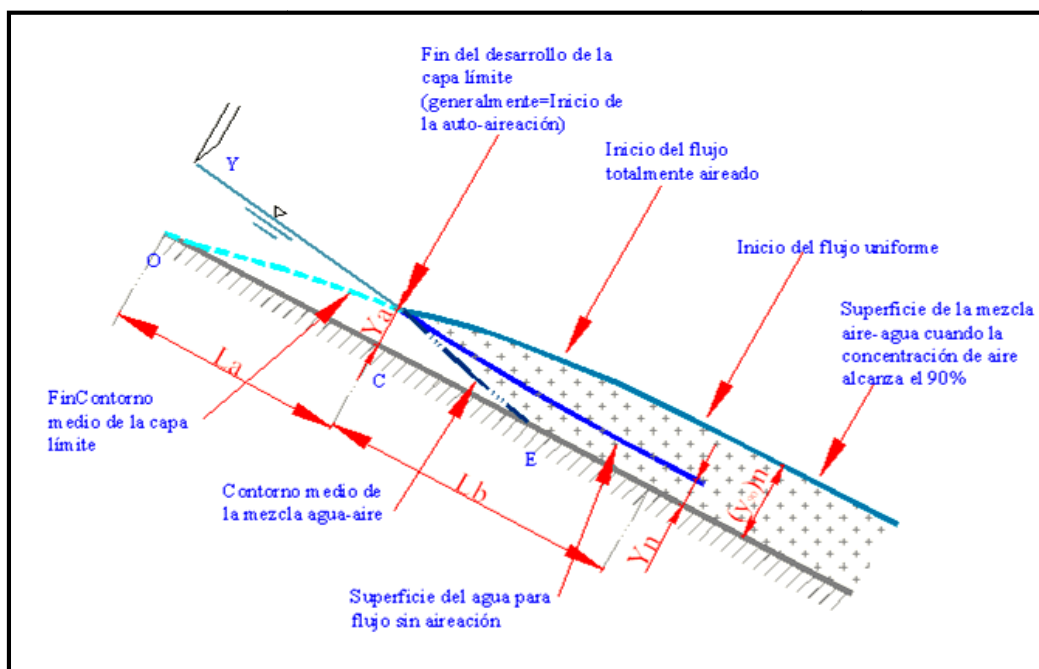 Fin del desarrollo de la
capa límite
(generalmente=Inicio de
la auto-aireación)
Inicio del flujo
totalmente aireado
Y
Inicio del flujo uniforme
O
Superficie de la mezcla
aire-agua cuando la
concentración de aire
alcanza el 90%
Ya
La
C
FinContorno
medio de la capa
límite
E
Lb
Contorno medio de
la mezcla agua-aire
Yn
(y90)m
Superficie del agua para
flujo sin aireación